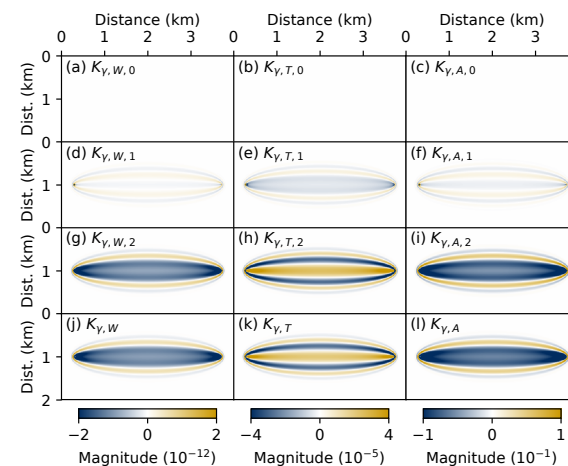 Distance (km) Distance (km) Distance (km)
0 1 2 3 0 1 2 3 0 1 2 3
0 (a) K_{γ,W,0} (b) K_{γ,T,0} (c) K_{γ,A,0}
Dist. (km) 1
0 (d) K_{γ,W,1} (e) K_{γ,T,1} (f) K_{γ,A,1}
Dist. (km) 1
0 (g) K_{γ,W,2} (h) K_{γ,T,2} (i) K_{γ,A,2}
Dist. (km) 1
0 (j) K_{γ,W} (k) K_{γ,T} (l) K_{γ,A}
Dist. (km) 1
2
−2 0 2 −4 0 4 −1 0 1
Magnitude (10^{−12}) Magnitude (10^{−5}) Magnitude (10^{−1})